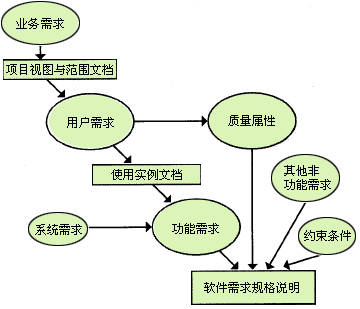 业务需求
项目视图与范围文档
用户需求
质量属性
使用实例文档
其他非
功能需求
系统需求
功能需求
约束条件
软件需求规格说明